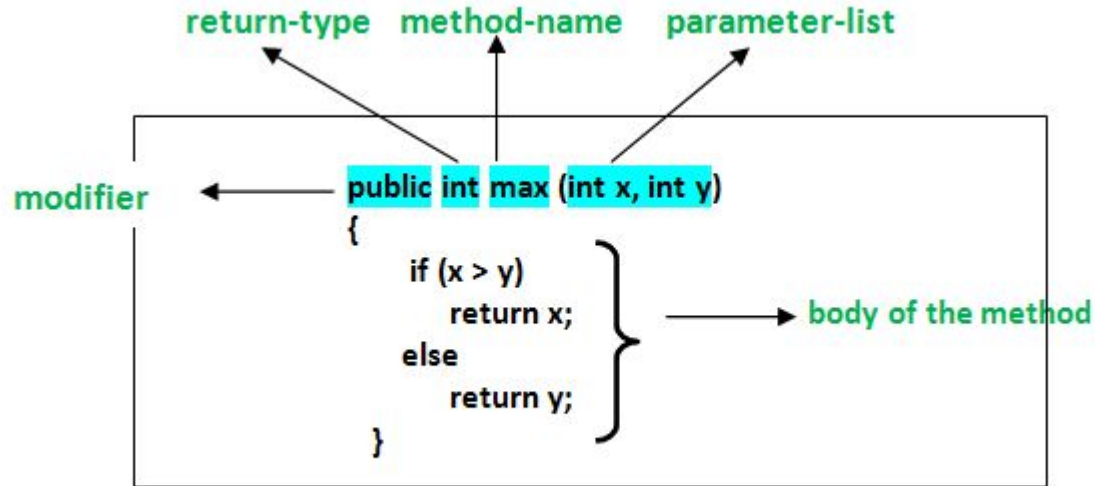 return-type method-name parameter-list
modifier
public int max (int x, int y)
{
if (x > y)
return x;
body of the method
else
return y;
}